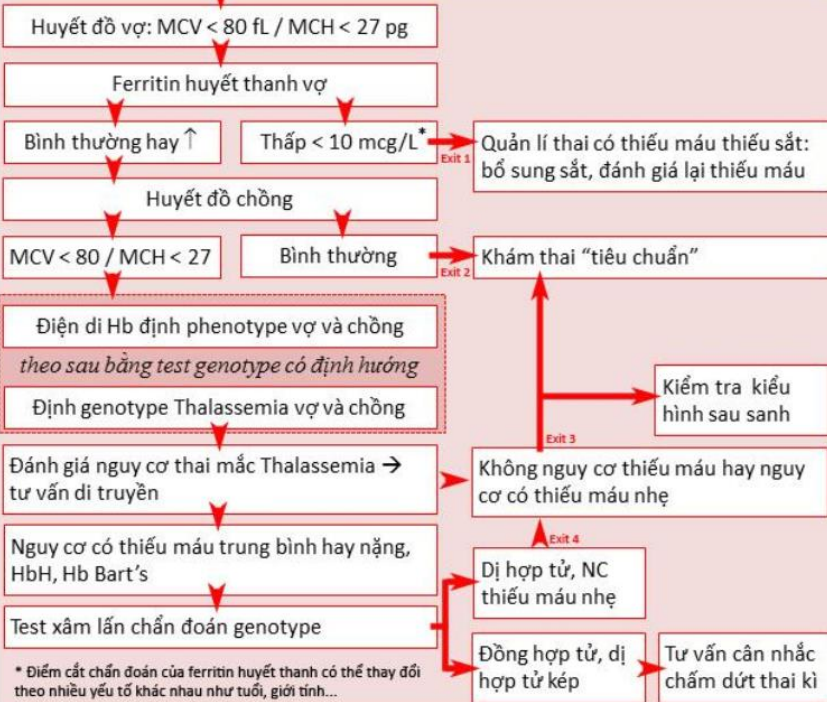 Huyết đồ vợ: MCV < 80 fL / MCH < 27 pg
Ferritin huyết thanh vợ
Bình thường hay ↑
Thấp < 10 mcg/L*
Exit 1
Quản lí thai có thiếu máu thiếu sắt:
bổ sung sắt, đánh giá lại thiếu máu
Huyết đồ chồng
MCV < 80 / MCH < 27
Bình thường
Exit 2
Khám thai “tiêu chuẩn”
Điện di Hb định phenotype vợ và chồng
theo sau bằng test genotype có định hướng
Định genotype Thalassemia vợ và chồng
Kiểm tra kiểu
hình sau sanh
Exit 3
Đánh giá nguy cơ thai mắc Thalassemia →
tư vấn di truyền
Không nguy cơ thiếu máu hay nguy
cơ có thiếu máu nhẹ
Exit 4
Nguy cơ có thiếu máu trung bình hay nặng,
HbH, Hb Bart’s
Dị hợp tử, NC
thiếu máu nhẹ
Test xâm lấn chẩn đoán genotype
Đồng hợp tử, dị
hợp tử kép
Tư vấn cân nhắc
chấm dứt thai kì
* Điểm cắt chẩn đoán của ferritin huyết thanh có thể thay đổi
theo nhiều yếu tố khác nhau như tuổi, giới tính...